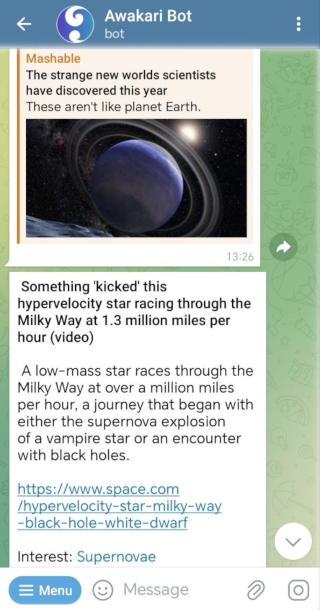 Awakari Bot
bot
Mashable
The strange new worlds scientists
have discovered this year
These aren't like planet Earth.
13:26
Something 'kicked' this
hypervelocity star racing through the
Milky Way at 1.3 million miles per
hour (video)
A low-mass star races through the
Milky Way at over a million miles
per hour, a journey that began with
either the supernova explosion
of a vampire star or an encounter
with black holes.
https://www.space.com
/hypervelocity-star-milky-way
-black-hole-white-dwarf
Interest: Supernovae
Menu
Message